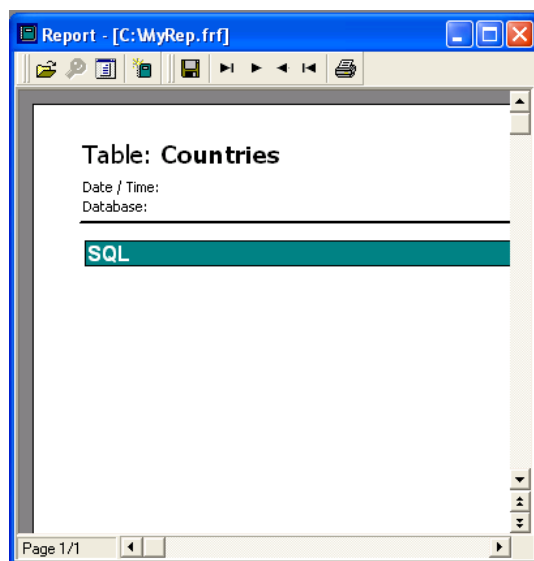 Report - [C:\MyRep.frf]
Table: Countries
Date / Time:
Database:
SQL
Page 1/1